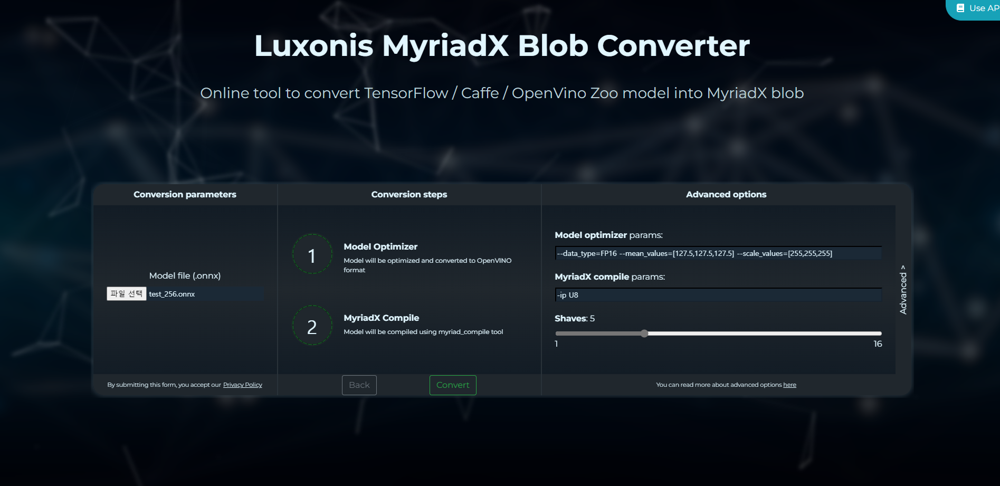 Use AP
Luxonis MyriadX Blob Converter
Online tool to convert TensorFlow / Caffe / OpenVino Zoo model into MyriadX blob
Conversion parameters
Model file (.onnx)
파일 선택 test_256.onnx
By submitting this form, you accept our Privacy Policy
Conversion steps
1
Model Optimizer
Model will be optimized and converted to OpenVINO
format
2
MyriadX Compile
Model will be compiled using myriad_compile tool
Back Convert
Advanced options
Model optimizer params:
--data_type=FP16 --mean_values=[127.5,127.5,127.5] --scale_values=[255,255,255]
MyriadX compile params:
-ip U8
Shaves: 5
1 16
You can read more about advanced options here
Advanced >